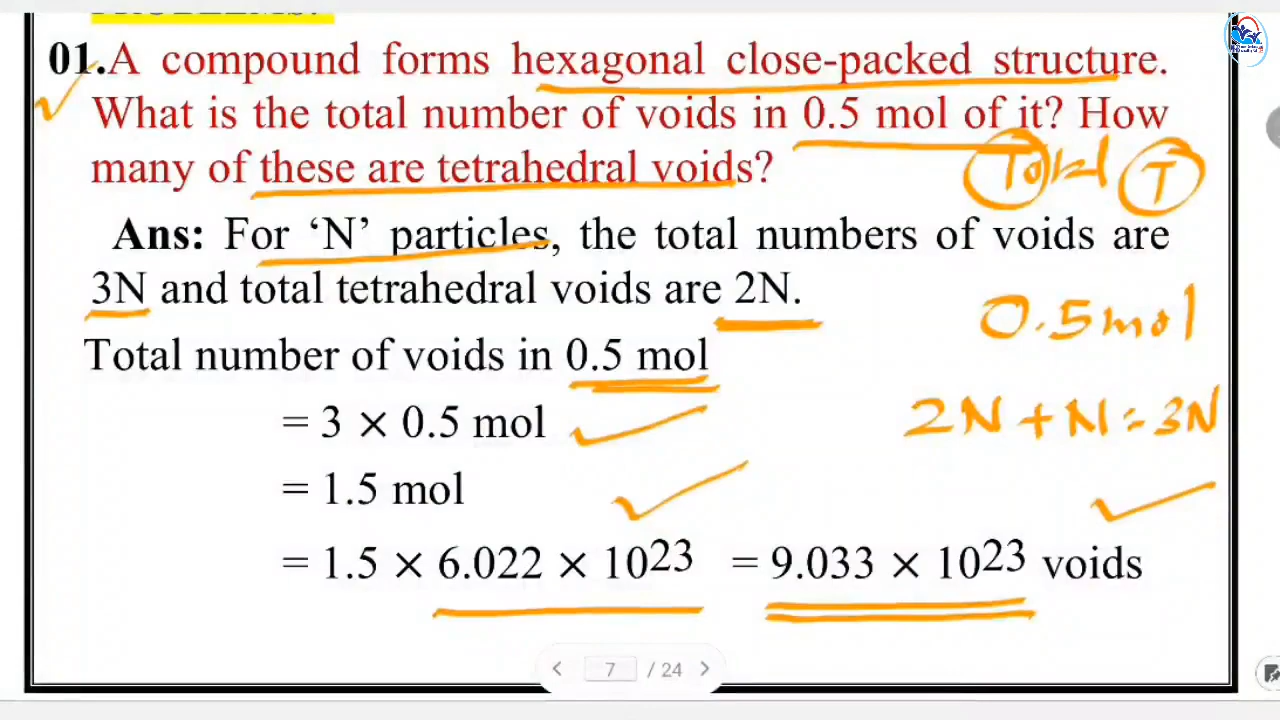 PROBLEMS:
01.A compound forms hexagonal close-packed structure.
What is the total number of voids in 0.5 mol of it? How
many of these are tetrahedral voids?
Total T
Ans: For ‘N’ particles, the total numbers of voids are
3N and total tetrahedral voids are 2N.
0.5 mol
Total number of voids in 0.5 mol
= 3 × 0.5 mol
2N + N = 3N
= 1.5 mol
= 1.5 × 6.022 × 10²³ = 9.033 × 10²³ voids
7 / 24